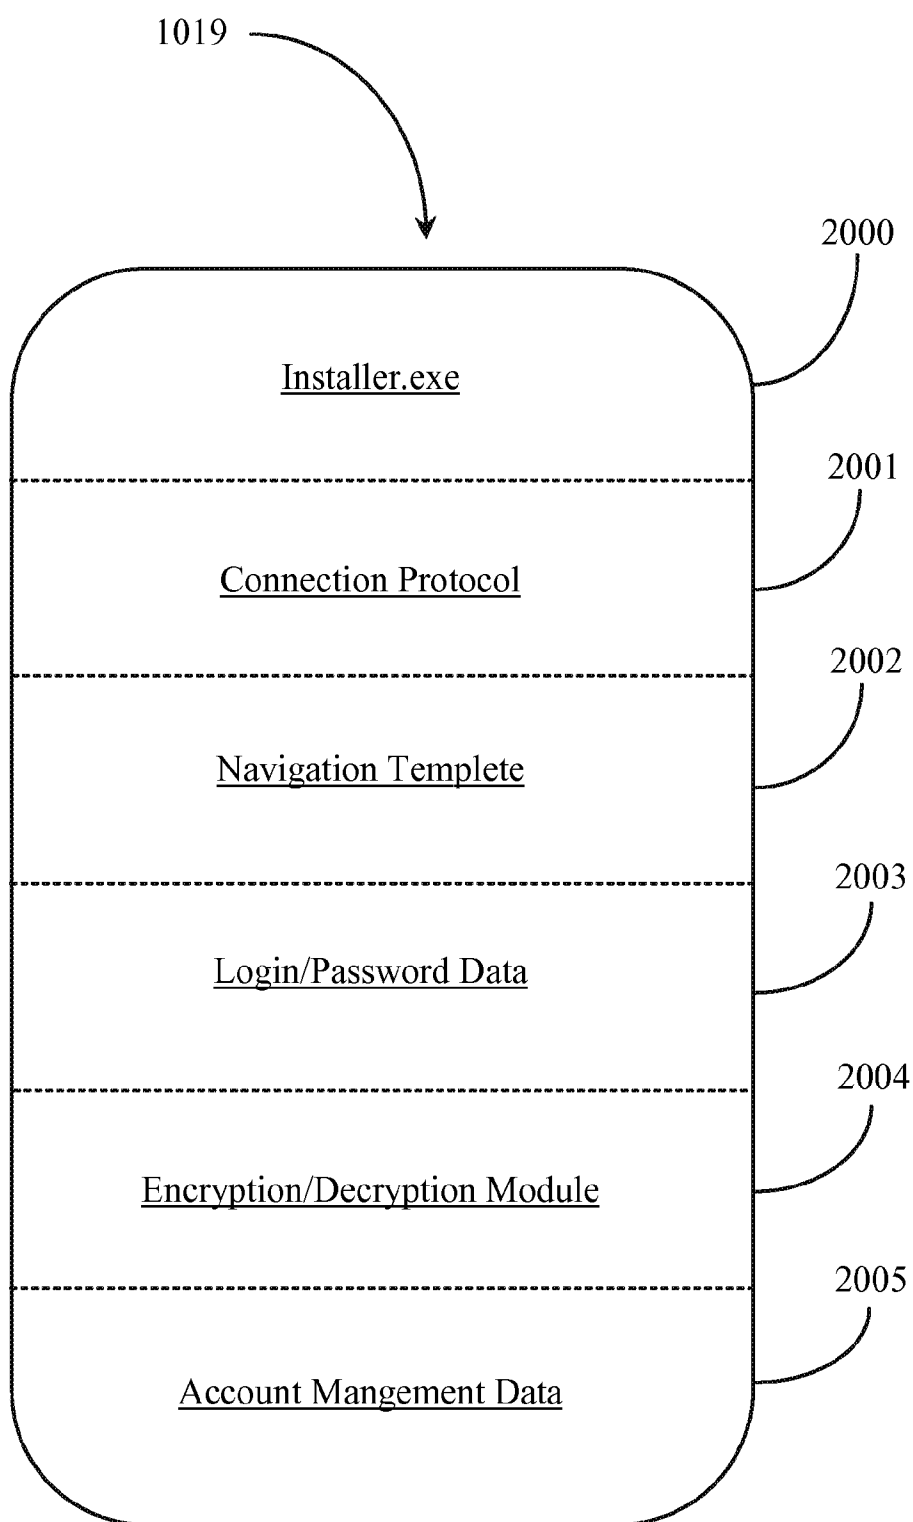 1019
2000
Installer.exe
2001
Connection Protocol
2002
Navigation Templete
2003
Login/Password Data
2004
Encryption/Decryption Module
2005
Account Mangement Data